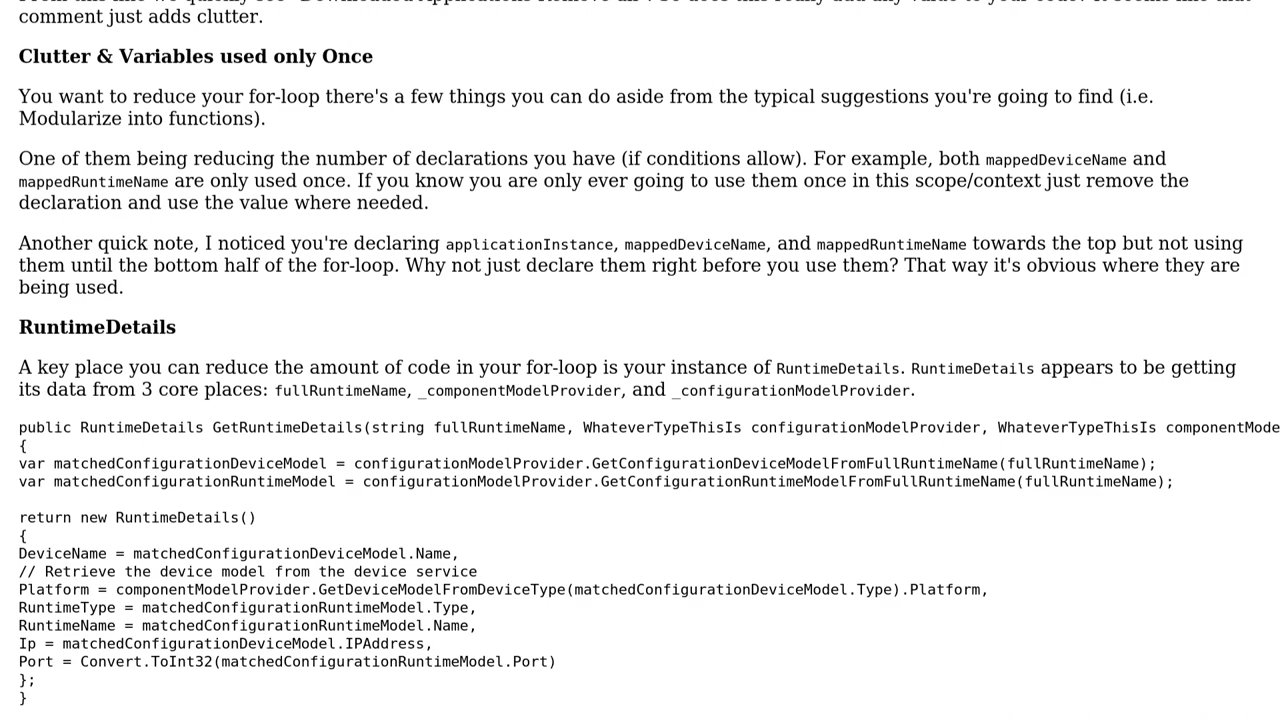 comment just adds clutter.
Clutter & Variables used only Once
You want to reduce your for-loop there's a few things you can do aside from the typical suggestions you're going to find (i.e.
Modularize into functions).
One of them being reducing the number of declarations you have (if conditions allow). For example, both mappedDeviceName and
mappedRuntimeName are only used once. If you know you are only ever going to use them once in this scope/context just remove the
declaration and use the value where needed.
Another quick note, I noticed you're declaring applicationInstance, mappedDeviceName, and mappedRuntimeName towards the top but not using
them until the bottom half of the for-loop. Why not just declare them right before you use them? That way it's obvious where they are
being used.
RuntimeDetails
A key place you can reduce the amount of code in your for-loop is your instance of RuntimeDetails. RuntimeDetails appears to be getting
its data from 3 core places: fullRuntimeName, _componentModelProvider, and _configurationModelProvider.
public RuntimeDetails GetRuntimeDetails(string fullRuntimeName, WhateverTypeThisIs configurationModelProvider, WhateverTypeThisIs componentMode
{
var matchedConfigurationDeviceModel = configurationModelProvider.GetConfigurationDeviceModelFromFullRuntimeName(fullRuntimeName);
var matchedConfigurationRuntimeModel = configurationModelProvider.GetConfigurationRuntimeModelFromFullRuntimeName(fullRuntimeName);
return new RuntimeDetails()
{
DeviceName = matchedConfigurationDeviceModel.Name,
// Retrieve the device model from the device service
Platform = componentModelProvider.GetDeviceModelFromDeviceType(matchedConfigurationDeviceModel.Type).Platform,
RuntimeType = matchedConfigurationRuntimeModel.Type,
RuntimeName = matchedConfigurationRuntimeModel.Name,
Ip = matchedConfigurationDeviceModel.IPAddress,
Port = Convert.ToInt32(matchedConfigurationRuntimeModel.Port)
};
}